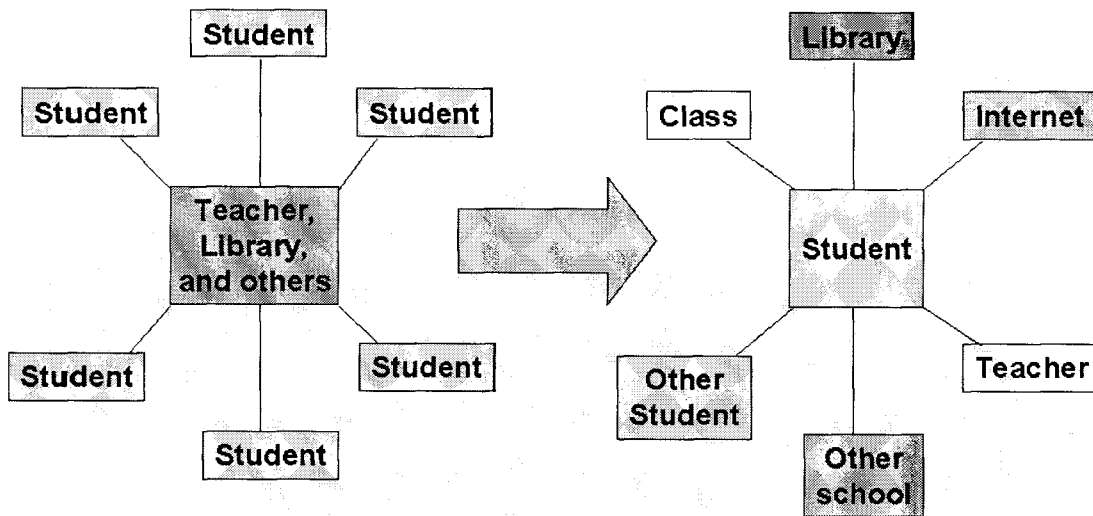 Student
Student
Student
Teacher,
Library,
and others
Student
Student
Student
Library
Class
Internet
Student
Other
Student
Teacher
Other
school